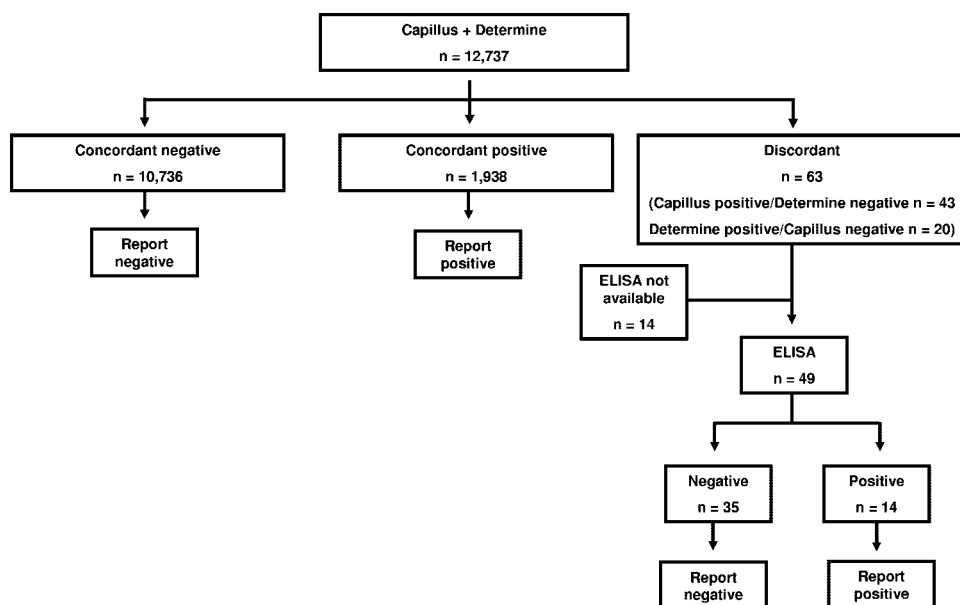 Capillus + Determine
n = 12,737
Concordant negative
n = 10,736
Concordant positive
n = 1,938
Discordant
n = 63
(Capillus positive/Determine negative n = 43
Determine positive/Capillus negative n = 20)
Report
negative
Report
positive
ELISA not
available
n = 14
ELISA
n = 49
Negative
n = 35
Positive
n = 14
Report
negative
Report
positive